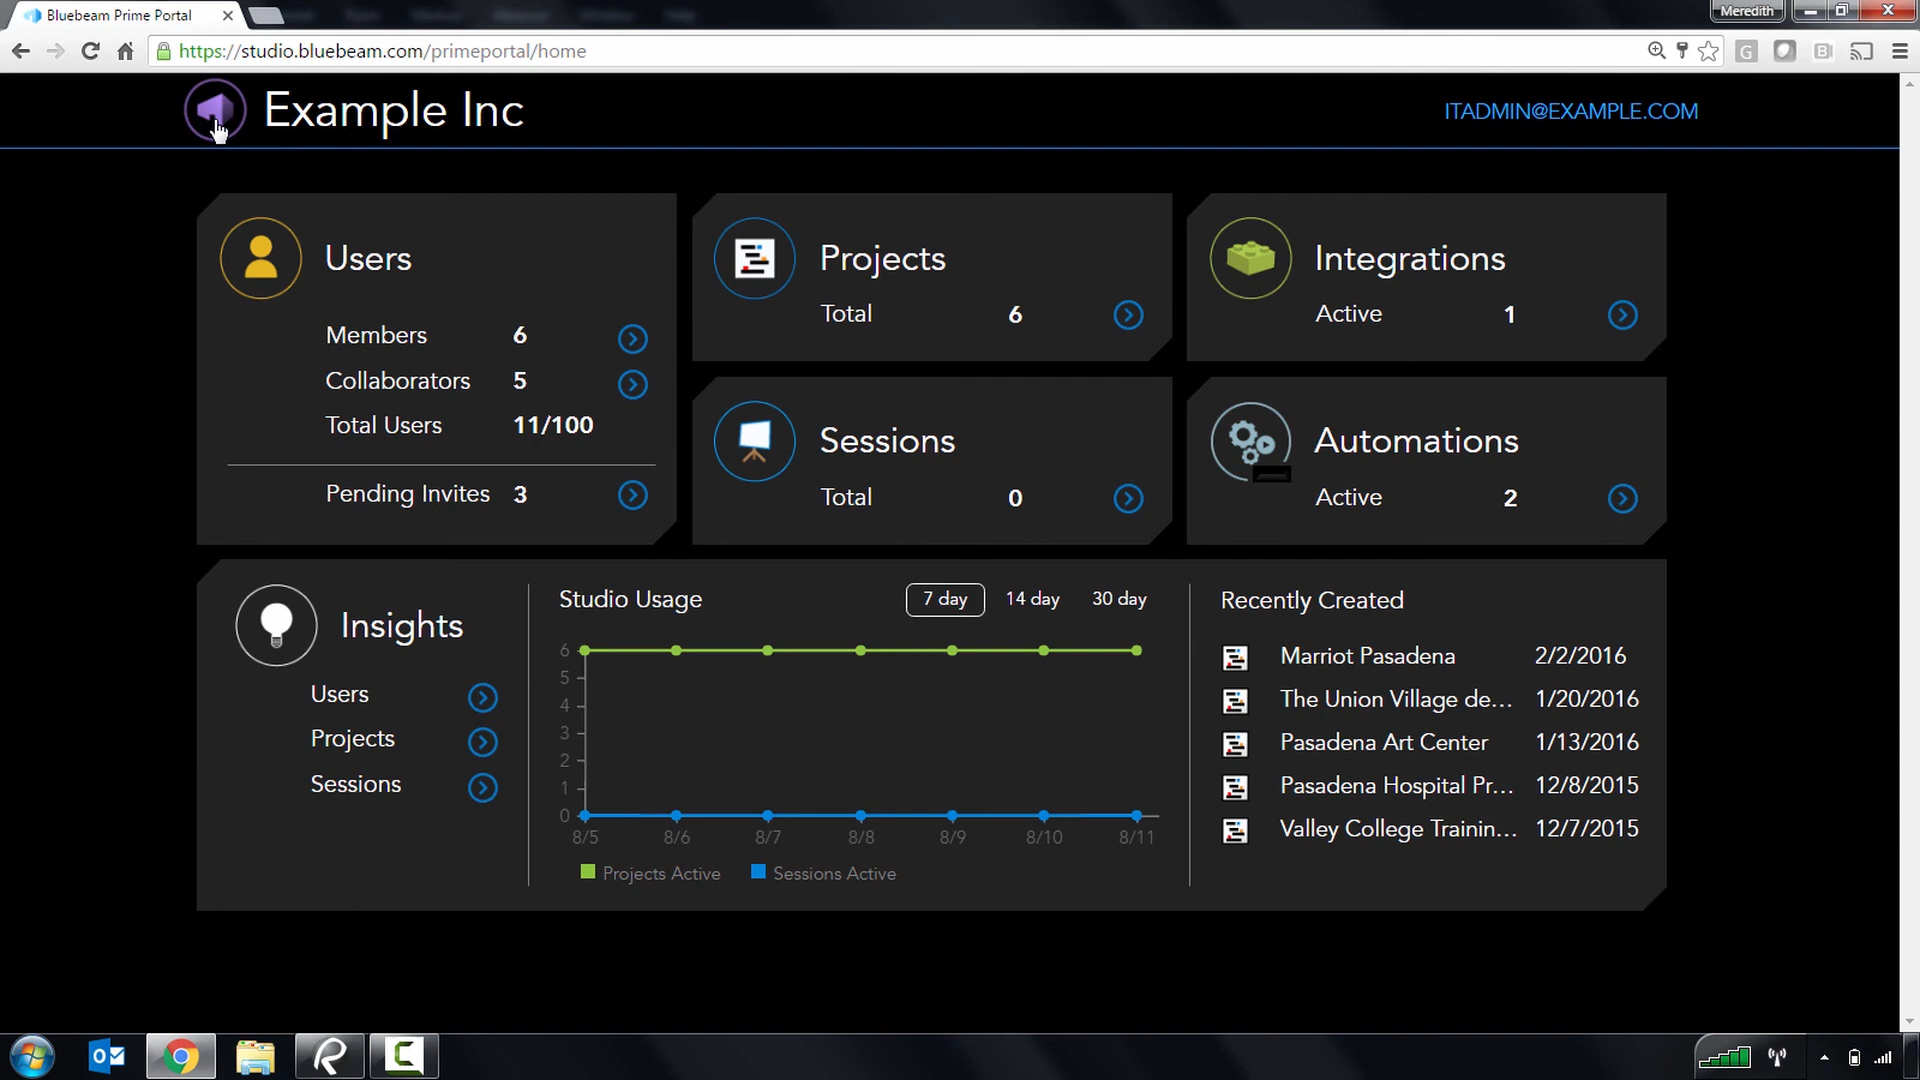 Bluebeam Prime Portal
Meredith
https://studio.bluebeam.com/primeportal/home
Example Inc
ITADMIN@EXAMPLE.COM
Users
Members 6
Collaborators 5
Total Users 11/100
Pending Invites 3
Projects
Total 6
Integrations
Active 1
Sessions
Total 0
Automations
Active 2
Insights
Users
Projects
Sessions
Studio Usage 7 day 14 day 30 day
6
5
4
3
2
1
0
8/5 8/6 8/7 8/8 8/9 8/10 8/11
Projects Active Sessions Active
Recently Created
Marriot Pasadena 2/2/2016
The Union Village de... 1/20/2016
Pasadena Art Center 1/13/2016
Pasadena Hospital Pr... 12/8/2015
Valley College Trainin... 12/7/2015